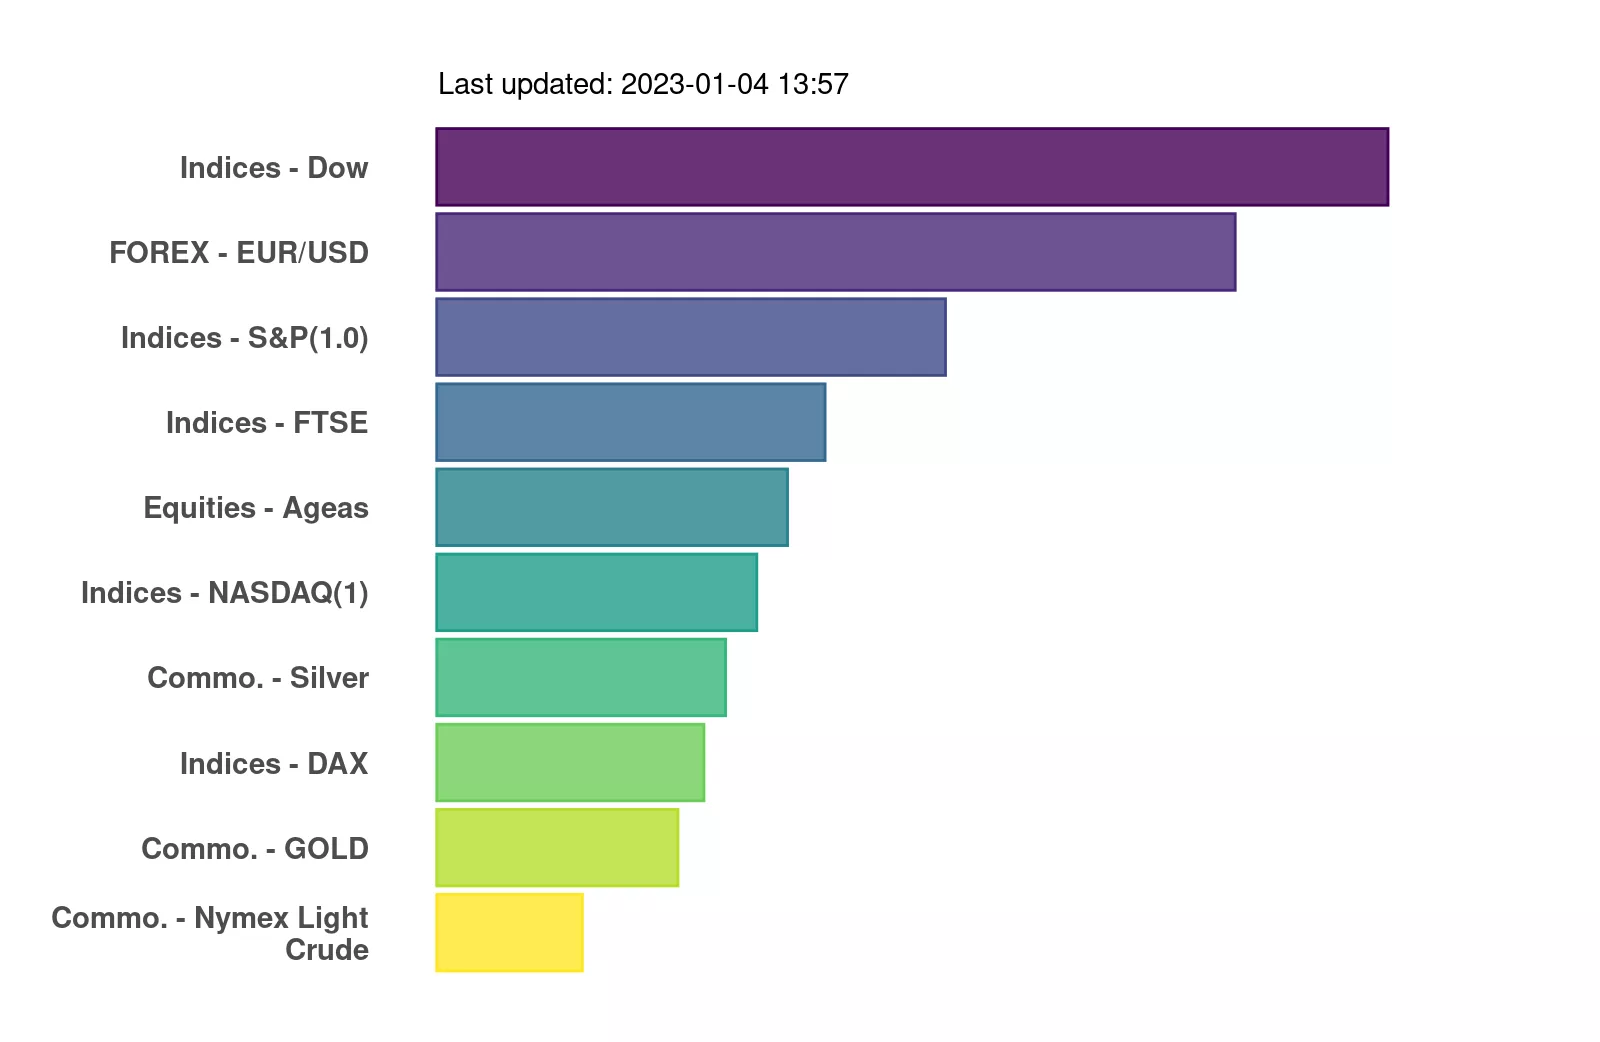 Last updated: 2023-01-04 13:57
Indices - Dow
FOREX - EUR/USD
Indices - S&P(1.0)
Indices - FTSE
Equities - Ageas
Indices - NASDAQ(1)
Commo. - Silver
Indices - DAX
Commo. - GOLD
Commo. - Nymex Light
Crude